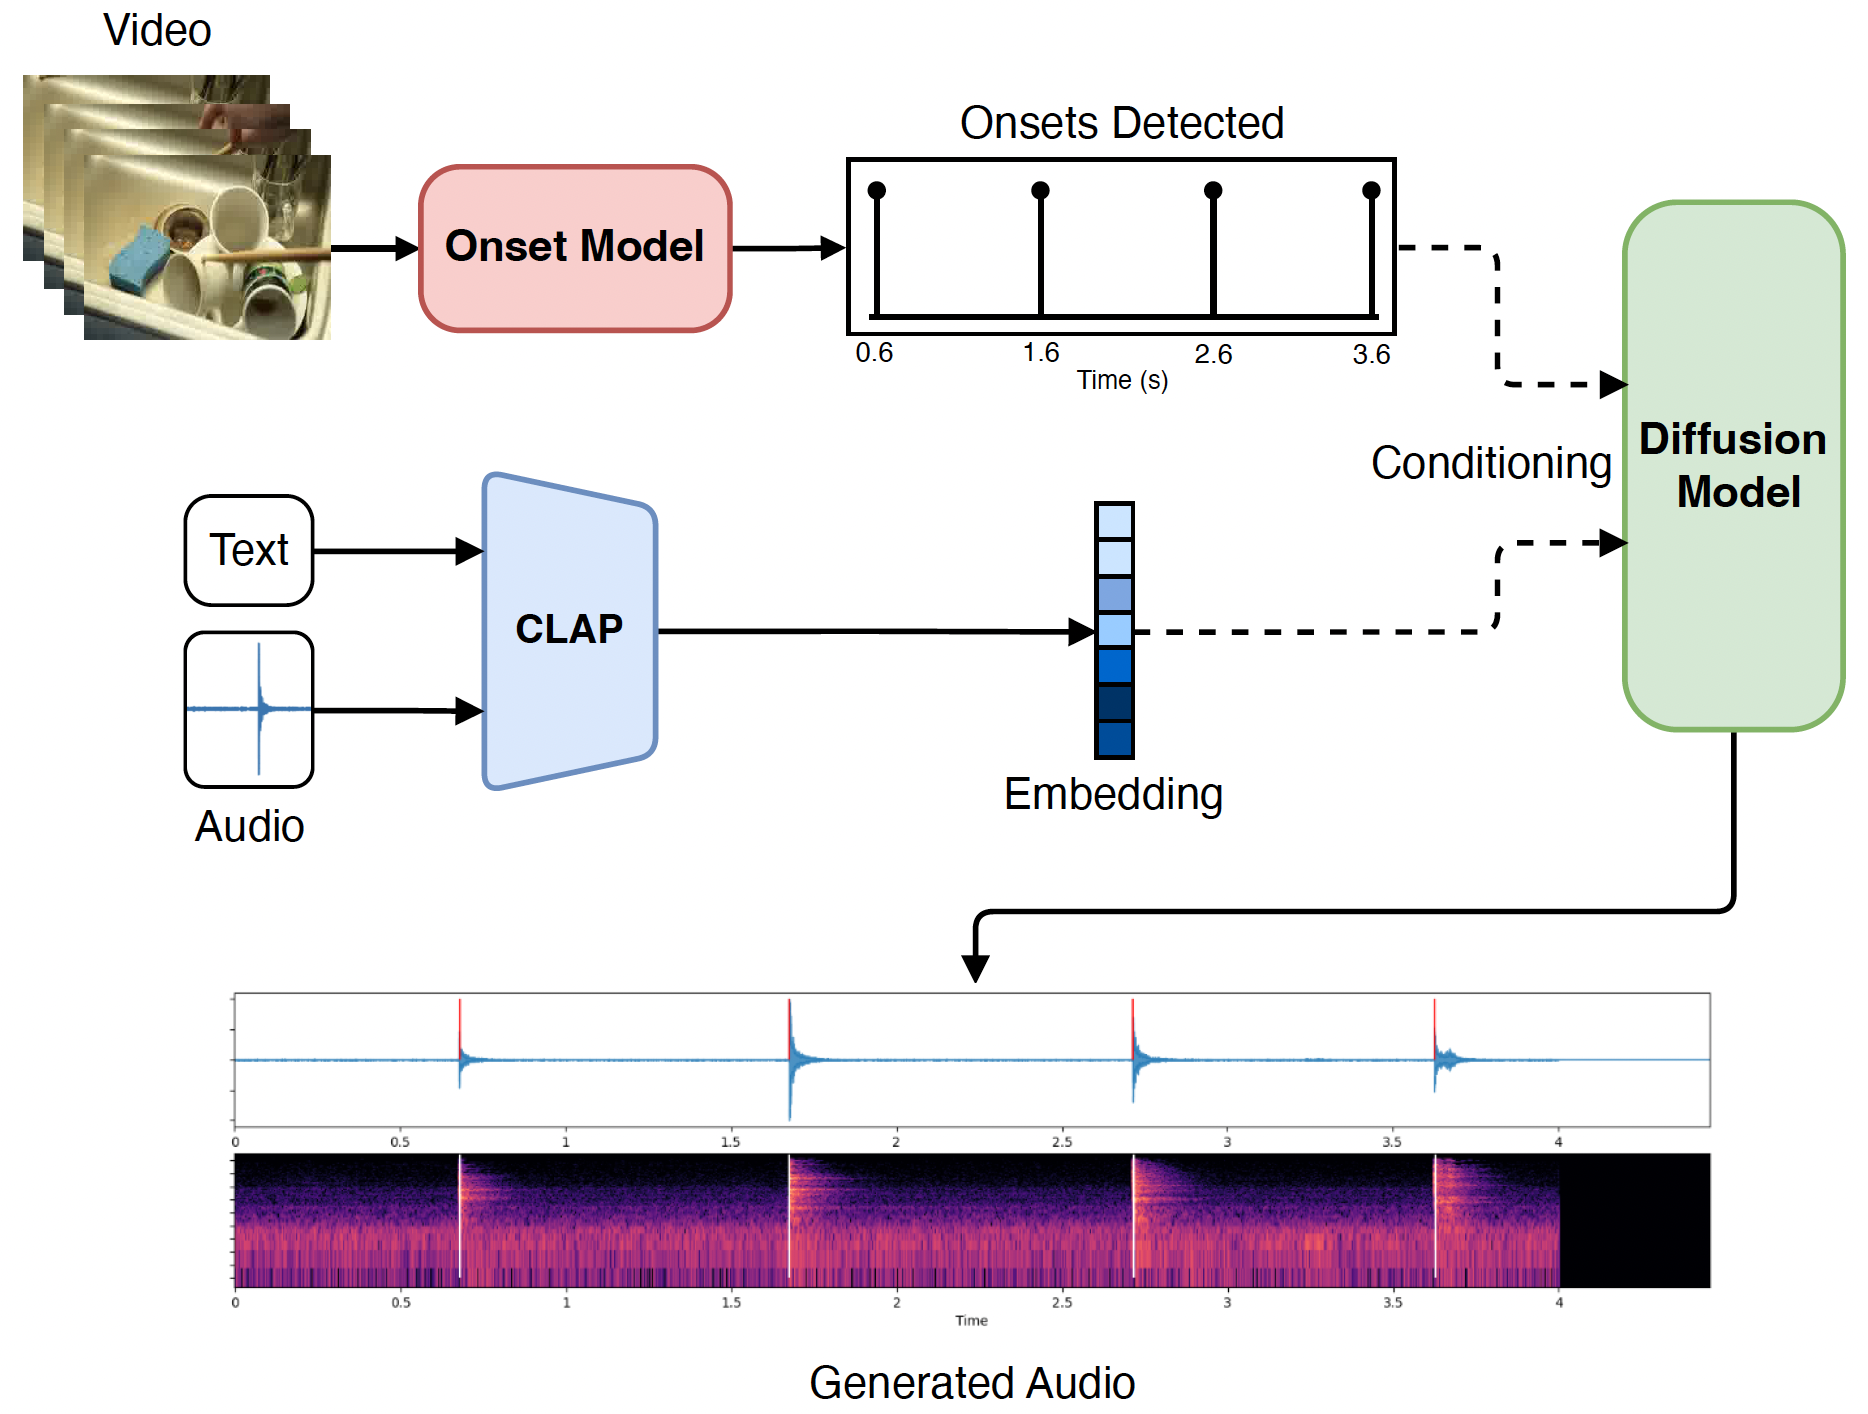 Video
Onsets Detected
Onset Model
0.6 1.6 2.6 3.6
Time (s)
Conditioning
Diffusion
Model
Text
CLAP
Audio
Embedding
0 0.5 1 1.5 2 2.5 3 3.5 4
0 0.5 1 1.5 2 2.5 3 3.5 4
Time
Generated Audio